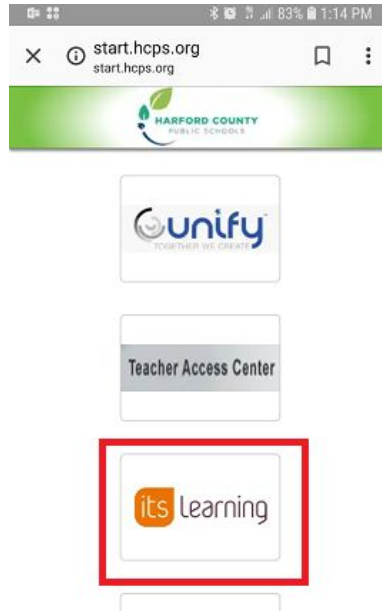 83% 1:14 PM
start.hcps.org
start.hcps.org
HARFORD COUNTY
PUBLIC SCHOOLS
unify
TOGETHER WE CREATE
Teacher Access Center
its learning